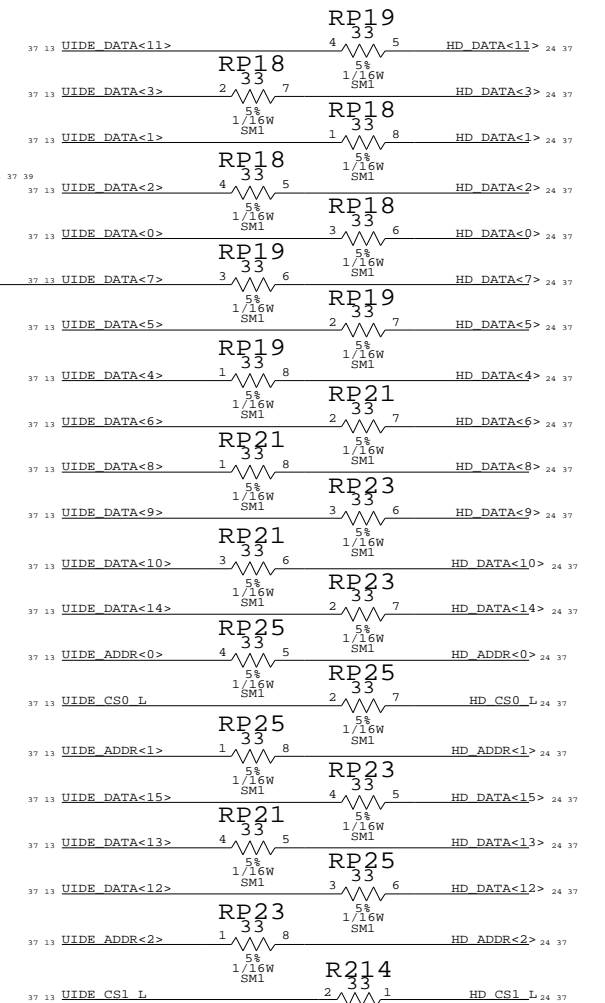 RP19
33
37 13 UIDE_DATA<11> 4 5 HD_DATA<11> 24 37
5%
1/16W
SM1
RP18
33
37 13 UIDE_DATA<3> 2 7 HD_DATA<3> 24 37
5%
1/16W
SM1
RP18
33
37 13 UIDE_DATA<1> 1 8 HD_DATA<1> 24 37
5%
1/16W
SM1
37 39
RP18
33
37 13 UIDE_DATA<2> 4 5 HD_DATA<2> 24 37
5%
1/16W
SM1
RP18
33
37 13 UIDE_DATA<0> 3 6 HD_DATA<0> 24 37
5%
1/16W
SM1
RP19
33
37 13 UIDE_DATA<7> 3 6 HD_DATA<7> 24 37
5%
1/16W
SM1
RP19
33
37 13 UIDE_DATA<5> 2 7 HD_DATA<5> 24 37
5%
1/16W
SM1
RP19
33
37 13 UIDE_DATA<4> 1 8 HD_DATA<4> 24 37
5%
1/16W
SM1
RP21
33
37 13 UIDE_DATA<6> 2 7 HD_DATA<6> 24 37
5%
1/16W
SM1
RP21
33
37 13 UIDE_DATA<8> 1 8 HD_DATA<8> 24 37
5%
1/16W
SM1
RP23
33
37 13 UIDE_DATA<9> 3 6 HD_DATA<9> 24 37
5%
1/16W
SM1
RP21
33
37 13 UIDE_DATA<10> 3 6 HD_DATA<10> 24 37
5%
1/16W
SM1
RP23
33
37 13 UIDE_DATA<14> 2 7 HD_DATA<14> 24 37
5%
1/16W
SM1
RP25
33
37 13 UIDE_ADDR<0> 4 5 HD_ADDR<0> 24 37
5%
1/16W
SM1
RP25
33
37 13 UIDE_CS0_L 2 7 HD_CS0_L 24 37
5%
1/16W
SM1
RP25
33
37 13 UIDE_ADDR<1> 1 8 HD_ADDR<1> 24 37
5%
1/16W
SM1
RP23
33
37 13 UIDE_DATA<15> 4 5 HD_DATA<15> 24 37
5%
1/16W
SM1
RP21
33
37 13 UIDE_DATA<13> 4 5 HD_DATA<13> 24 37
5%
1/16W
SM1
RP25
33
37 13 UIDE_DATA<12> 3 6 HD_DATA<12> 24 37
5%
1/16W
SM1
RP23
33
37 13 UIDE_ADDR<2> 1 8 HD_ADDR<2> 24 37
5%
1/16W
SM1
R214
33
37 13 UIDE_CS1_L 2 1 HD_CS1_L 24 37